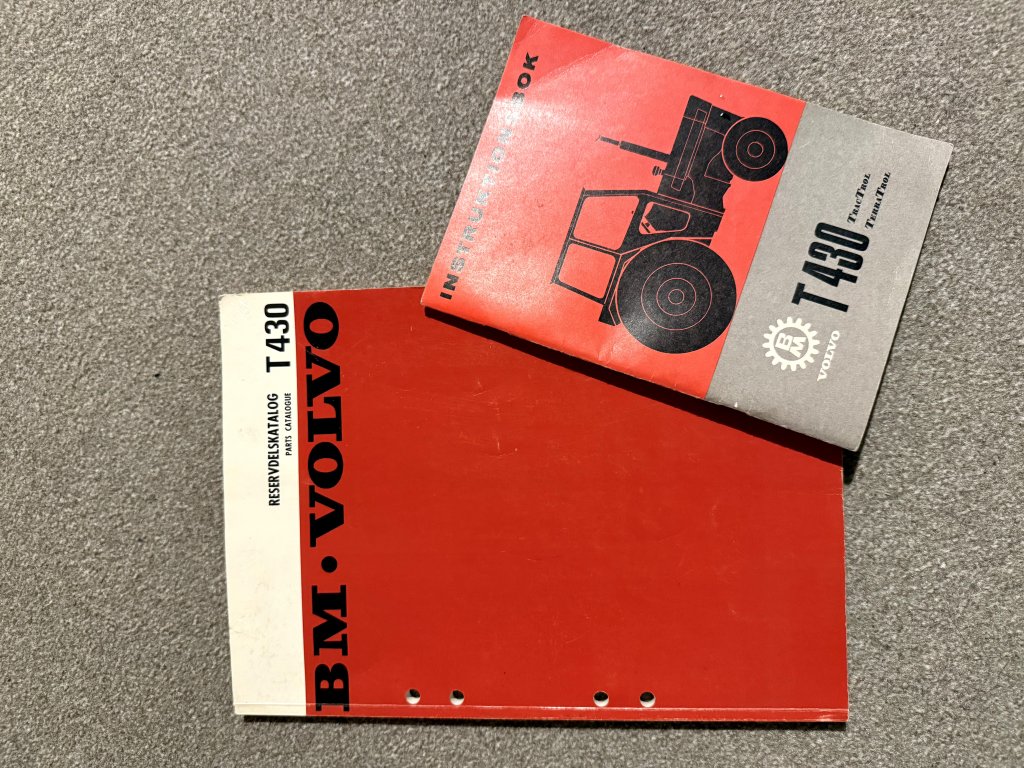 INSTRUKTIONSBOK
T 430
TRACTROL
TERRATROL
BM
VOLVO
RESERVDELSKATALOG
PARTS CATALOGUE
T 430
BM·VOLVO